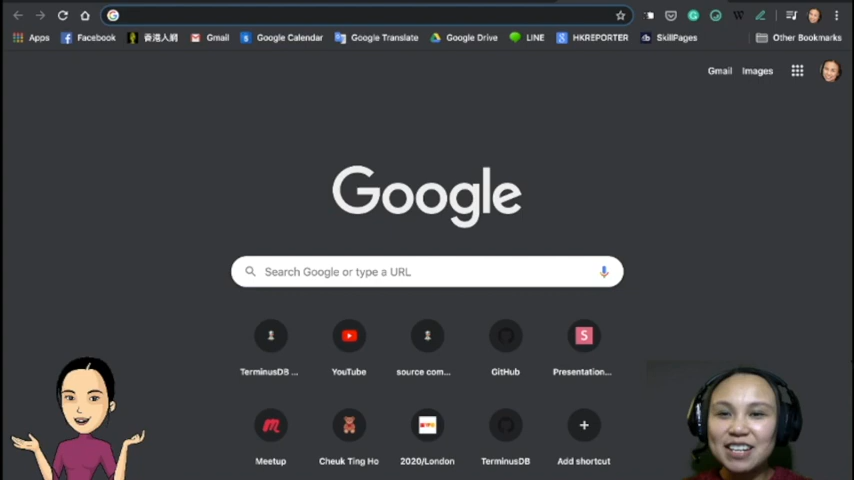 Apps Facebook 香港人網 Gmail Google Calendar Google Translate Google Drive LINE HKREPORTER SkillPages Other Bookmarks
Gmail Images
Google
Search Google or type a URL
TerminusDB ... YouTube source com... GitHub Presentation...
Meetup Cheuk Ting Ho 2020/London TerminusDB Add shortcut